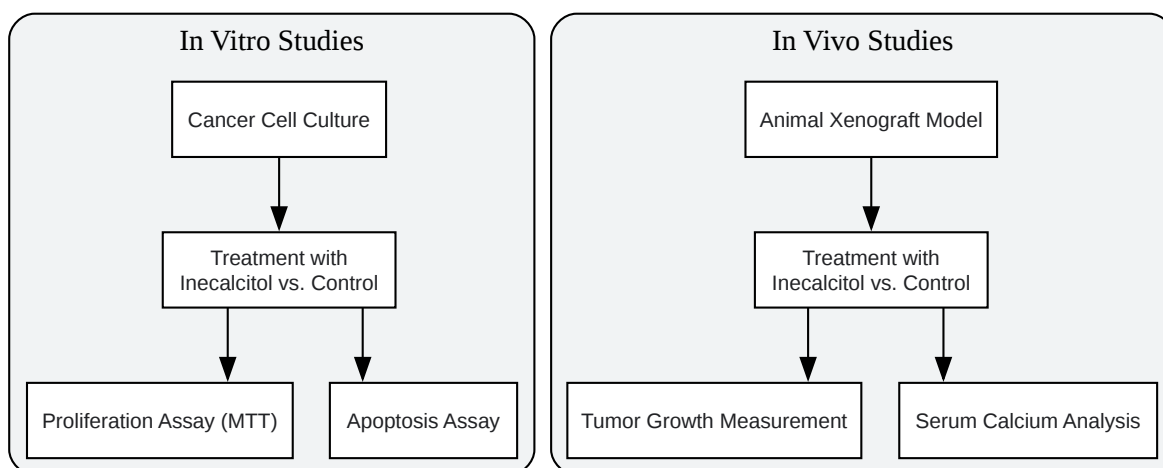 In Vitro Studies
Cancer Cell Culture
Treatment with
Inecalcitol vs. Control
Proliferation Assay (MTT)
Apoptosis Assay
In Vivo Studies
Animal Xenograft Model
Treatment with
Inecalcitol vs. Control
Tumor Growth Measurement
Serum Calcium Analysis